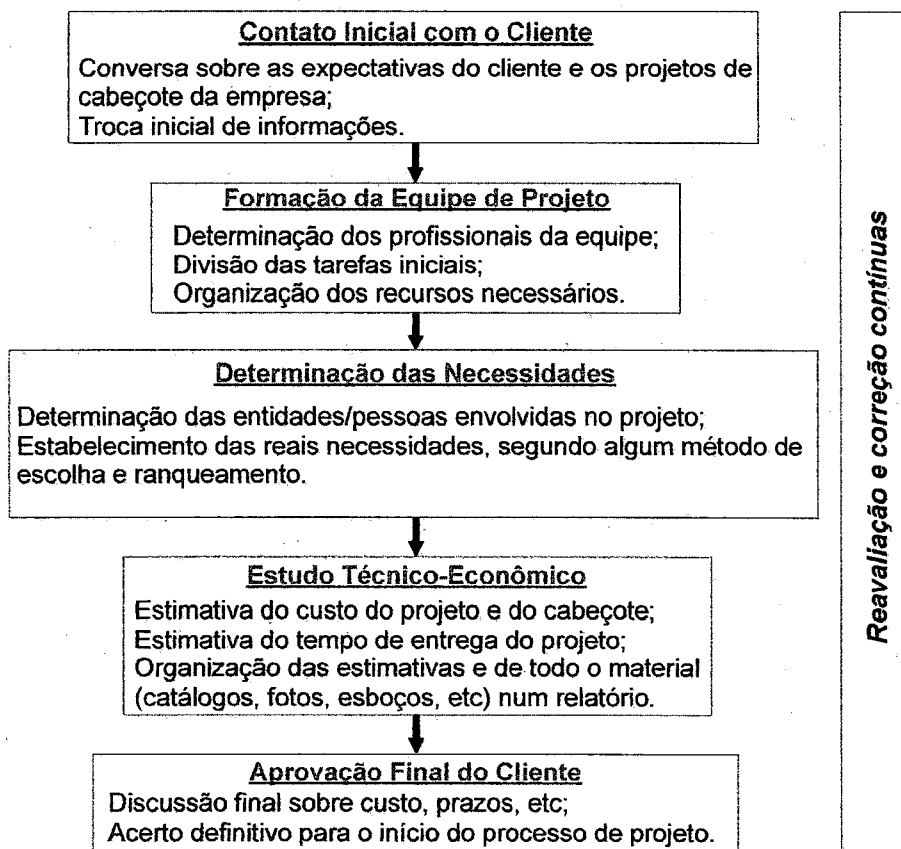 Contato Inicial com o Cliente
Conversa sobre as expectativas do cliente e os projetos de
cabeçote da empresa;
Troca inicial de informações.
Formação da Equipe de Projeto
Determinação dos profissionais da equipe;
Divisão das tarefas iniciais;
Organização dos recursos necessários.
Determinação das Necessidades
Determinação das entidades/pessoas envolvidas no projeto;
Estabelecimento das reais necessidades, segundo algum método de
escolha e ranqueamento.
Estudo Técnico-Econômico
Estimativa do custo do projeto e do cabeçote;
Estimativa do tempo de entrega do projeto;
Organização das estimativas e de todo o material
(catálogos, fotos, esboços, etc) num relatório.
Aprovação Final do Cliente
Discussão final sobre custo, prazos, etc;
Acerto definitivo para o início do processo de projeto.
Reavaliação e correção contínuas